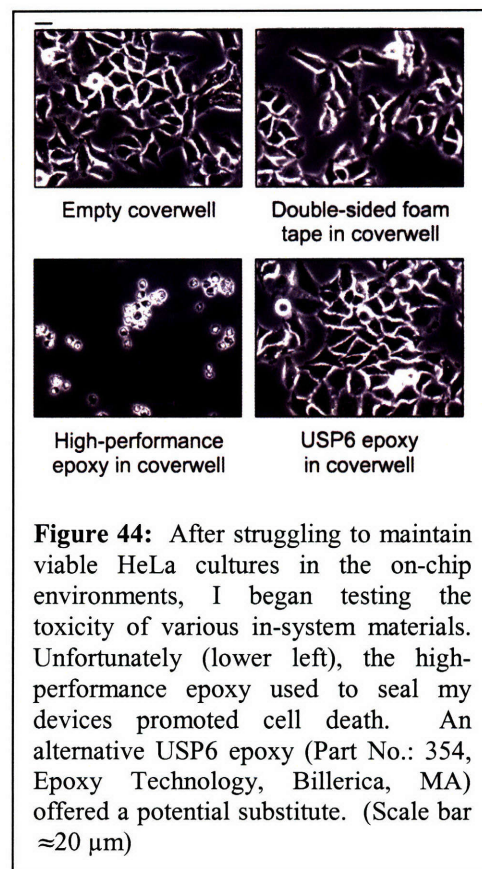 Empty coverwell
Double-sided foam
tape in coverwell
High-performance
epoxy in coverwell
USP6 epoxy
in coverwell
Figure 44: After struggling to maintain
viable HeLa cultures in the on-chip
environments, I began testing the
toxicity of various in-system materials.
Unfortunately (lower left), the high-
performance epoxy used to seal my
devices promoted cell death. An
alternative USP6 epoxy (Part No.: 354,
Epoxy Technology, Billerica, MA)
offered a potential substitute. (Scale bar
≈20 µm)